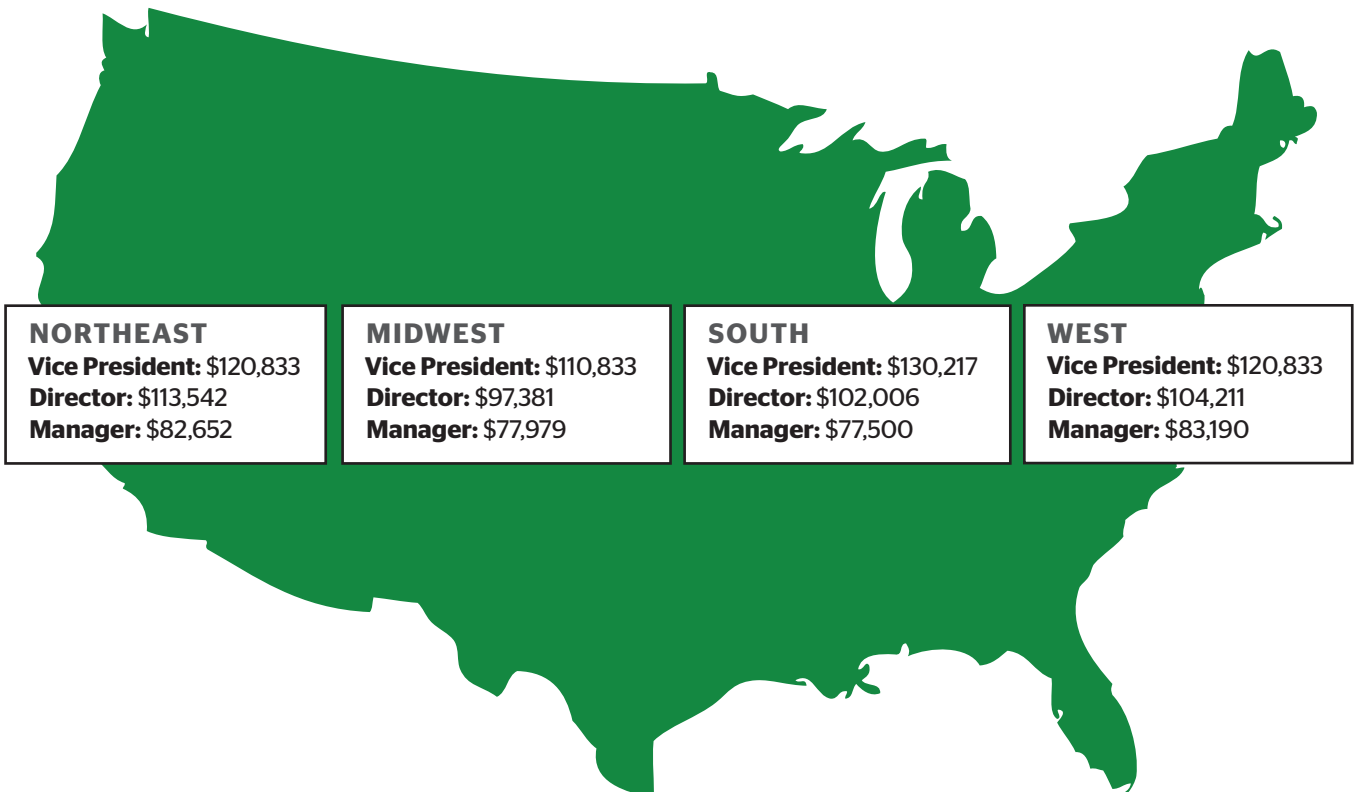 NORTHEAST
Vice President: $120,833
Director: $113,542
Manager: $82,652
MIDWEST
Vice President: $110,833
Director: $97,381
Manager: $77,979
SOUTH
Vice President: $130,217
Director: $102,006
Manager: $77,500
WEST
Vice President: $120,833
Director: $104,211
Manager: $83,190